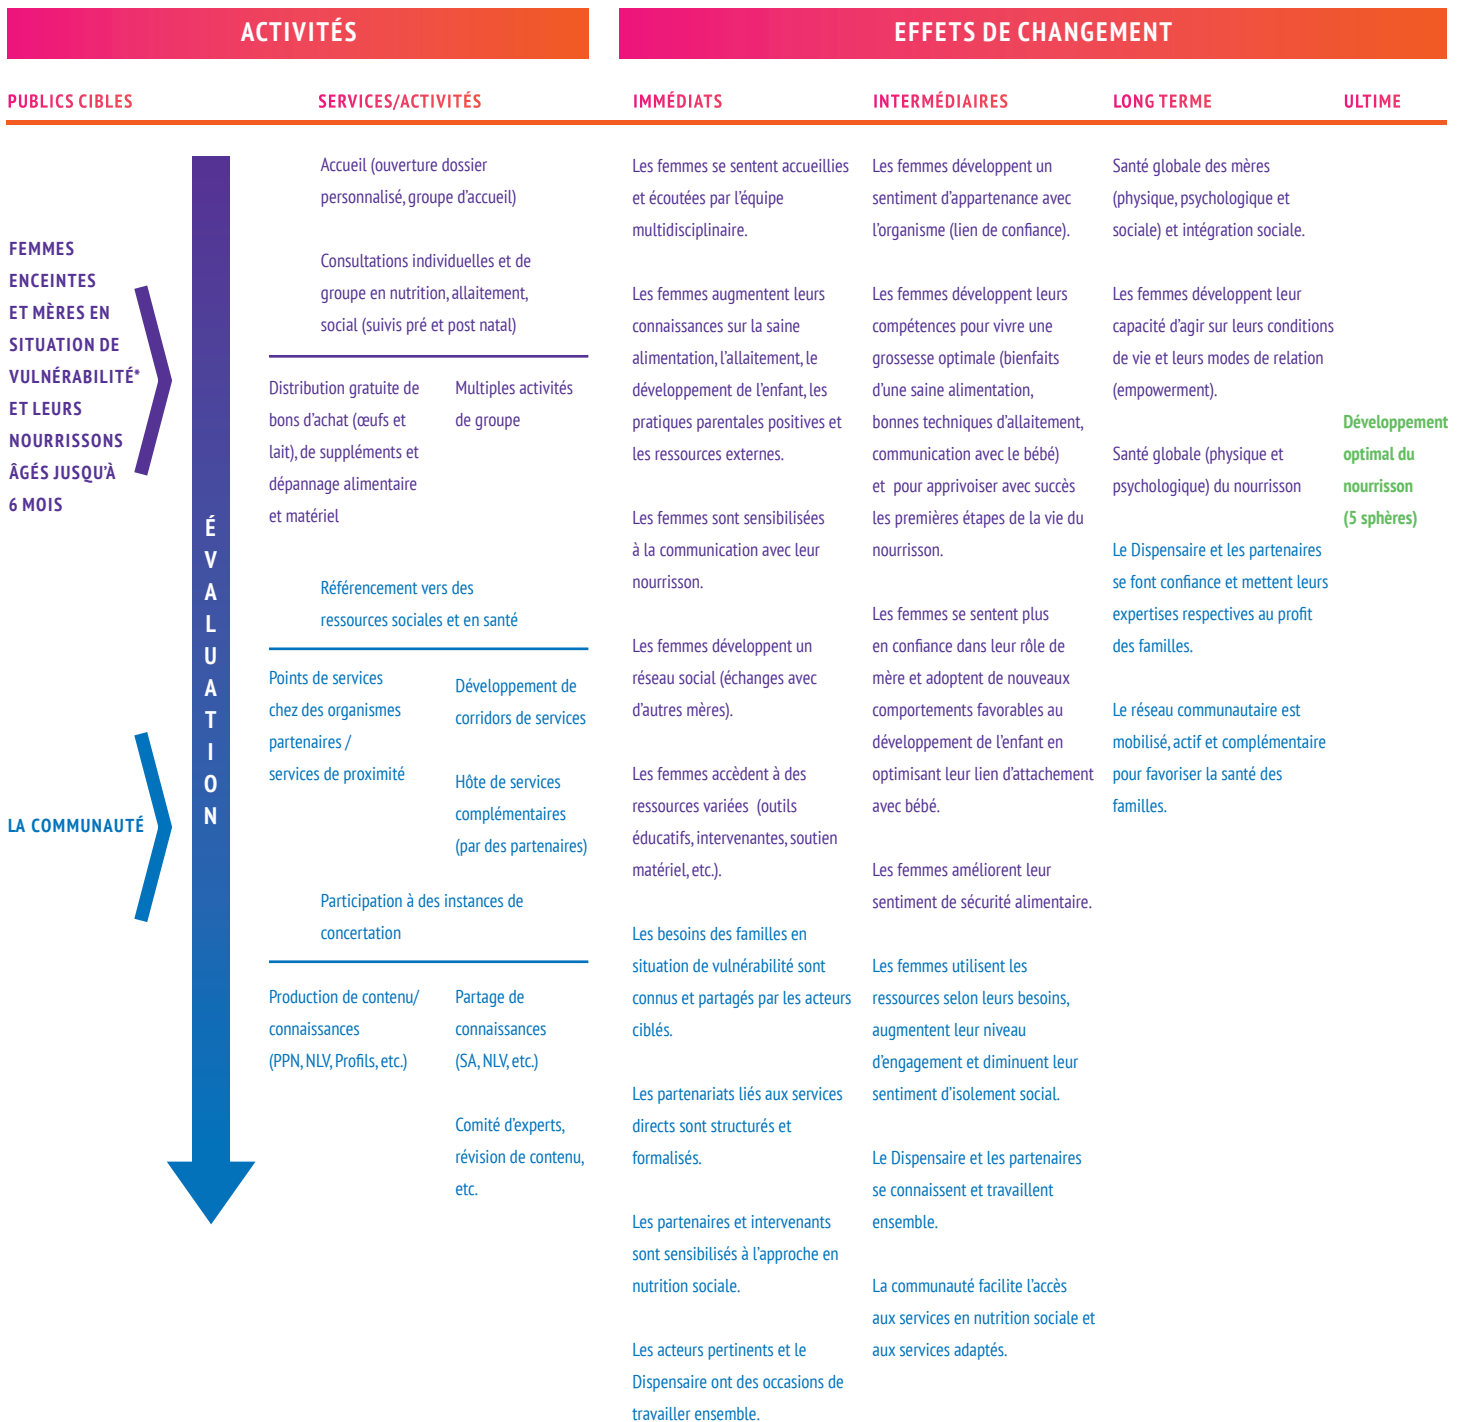 ACTIVITÉS
EFFETS DE CHANGEMENT
PUBLICS CIBLES
SERVICES/ACTIVITÉS
IMMÉDIATS
INTERMÉDIAIRES
LONG TERME
ULTIME
FEMMES
ENCEINTES
ET MÈRES EN
SITUATION DE
VULNÉRABILITÉ*
ET LEURS
NOURRISSONS
ÂGÉS JUSQU'À
6 MOIS
LA COMMUNAUTÉ
É
V
A
L
U
A
T
I
O
N
Accueil (ouverture dossier
personnalisé, groupe d'accueil)
Consultations individuelles et de
groupe en nutrition, allaitement,
social (suivis pré et post natal)
Distribution gratuite de
bons d'achat (œufs et
lait), de suppléments et
dépannage alimentaire
et matériel
Multiples activités
de groupe
Référencement vers des
ressources sociales et en santé
Points de services
chez des organismes
partenaires /
services de proximité
Développement de
corridors de services
Hôte de services
complémentaires
(par des partenaires)
Participation à des instances de
concertation
Production de contenu/
connaissances
(PPN, NLV, Profils, etc.)
Partage de
connaissances
(SA, NLV, etc.)
Comité d'experts,
révision de contenu,
etc.
Les femmes se sentent accueillies
et écoutées par l'équipe
multidisciplinaire.
Les femmes augmentent leurs
connaissances sur la saine
alimentation, l'allaitement, le
développement de l'enfant, les
pratiques parentales positives et
les ressources externes.
Les femmes sont sensibilisées
à la communication avec leur
nourrisson.
Les femmes développent un
réseau social (échanges avec
d'autres mères).
Les femmes accèdent à des
ressources variées (outils
éducatifs, intervenantes, soutien
matériel, etc.).
Les besoins des familles en
situation de vulnérabilité sont
connus et partagés par les acteurs
ciblés.
Les partenariats liés aux services
directs sont structurés et
formalisés.
Les partenaires et intervenants
sont sensibilisés à l'approche en
nutrition sociale.
Les acteurs pertinents et le
Dispensaire ont des occasions de
travailler ensemble.
Les femmes développent un
sentiment d'appartenance avec
l'organisme (lien de confiance).
Les femmes développent leurs
compétences pour vivre une
grossesse optimale (bienfaits
d'une saine alimentation,
bonnes techniques d'allaitement,
communication avec le bébé)
et pour apprivoiser avec succès
les premières étapes de la vie du
nourrisson.
Les femmes se sentent plus
en confiance dans leur rôle de
mère et adoptent de nouveaux
comportements favorables au
développement de l'enfant en
optimisant leur lien d'attachement
avec bébé.
Les femmes améliorent leur
sentiment de sécurité alimentaire.
Les femmes utilisent les
ressources selon leurs besoins,
augmentent leur niveau
d'engagement et diminuent leur
sentiment d'isolement social.
Le Dispensaire et les partenaires
se connaissent et travaillent
ensemble.
La communauté facilite l'accès
aux services en nutrition sociale et
aux services adaptés.
Santé globale des mères
(physique, psychologique et
sociale) et intégration sociale.
Les femmes développent leur
capacité d'agir sur leurs conditions
de vie et leurs modes de relation
(empowerment).
Santé globale (physique et
psychologique) du nourrisson
Le Dispensaire et les partenaires
se font confiance et mettent leurs
expertises respectives au profit
des familles.
Le réseau communautaire est
mobilisé, actif et complémentaire
pour favoriser la santé des
familles.
Développement
optimal du
nourrisson
(5 sphères)